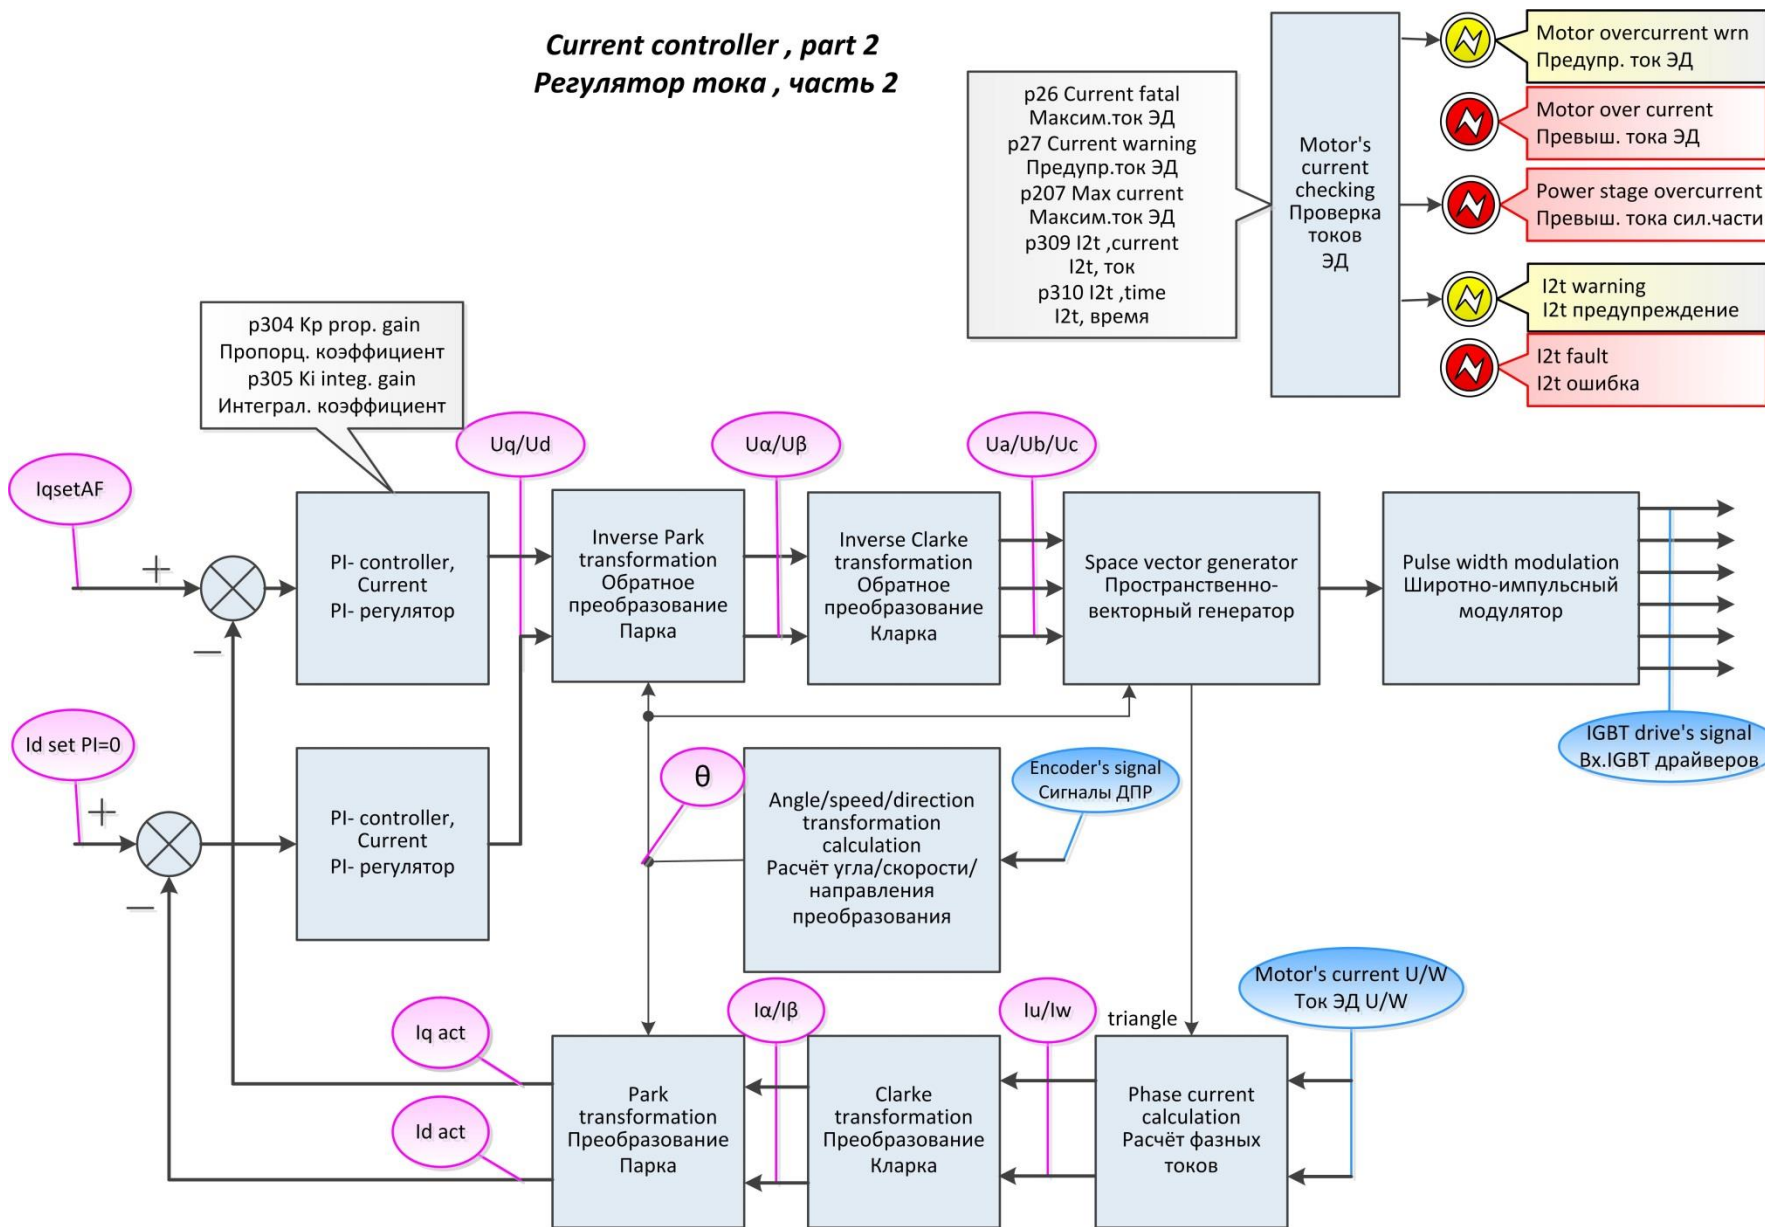 Current controller , part 2
Регулятор тока , часть 2
p26 Current fatal
Максим.ток ЭД
p27 Current warning
Предупр.ток ЭД
p207 Max current
Максим.ток ЭД
p309 I2t ,current
I2t, ток
p310 I2t ,time
I2t, время
Motor's
current
checking
Проверка
токов
ЭД
Motor overcurrent wrn
Предупр. ток ЭД
Motor over current
Превыш. тока ЭД
Power stage overcurrent
Превыш. тока сил.части
I2t warning
I2t предупреждение
I2t fault
I2t ошибка
p304 Kp prop. gain
Пропорц. коэффициент
p305 Ki integ. gain
Интеграл. коэффициент
Uq/Ud
Uα/Uβ
Ua/Ub/Uc
IqsetAF
+
−
PI- controller,
Current
PI- регулятор
Inverse Park
transformation
Обратное
преобразование
Парка
Inverse Clarke
transformation
Обратное
преобразование
Кларка
Space vector generator
Пространственно-
векторный генератор
Pulse width modulation
Широтно-импульсный
модулятор
IGBT drive's signal
Вх.IGBT драйверов
Id set PI=0
+
−
PI- controller,
Current
PI- регулятор
θ
Angle/speed/direction
transformation
calculation
Расчёт угла/скорости/
направления
преобразования
Encoder's signal
Сигналы ДПР
Motor's current U/W
Ток ЭД U/W
Iq act
Iα/Iβ
Iu/Iw
triangle
Id act
Park
transformation
Преобразование
Парка
Clarke
transformation
Преобразование
Кларка
Phase current
calculation
Расчёт фазных
токов